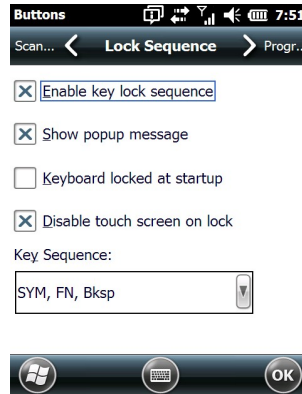 Buttons 7:51
Scan... Lock Sequence Progr...
Enable key lock sequence
Show popup message
Keyboard locked at startup
Disable touch screen on lock
Key Sequence:
SYM, FN, Bksp
OK